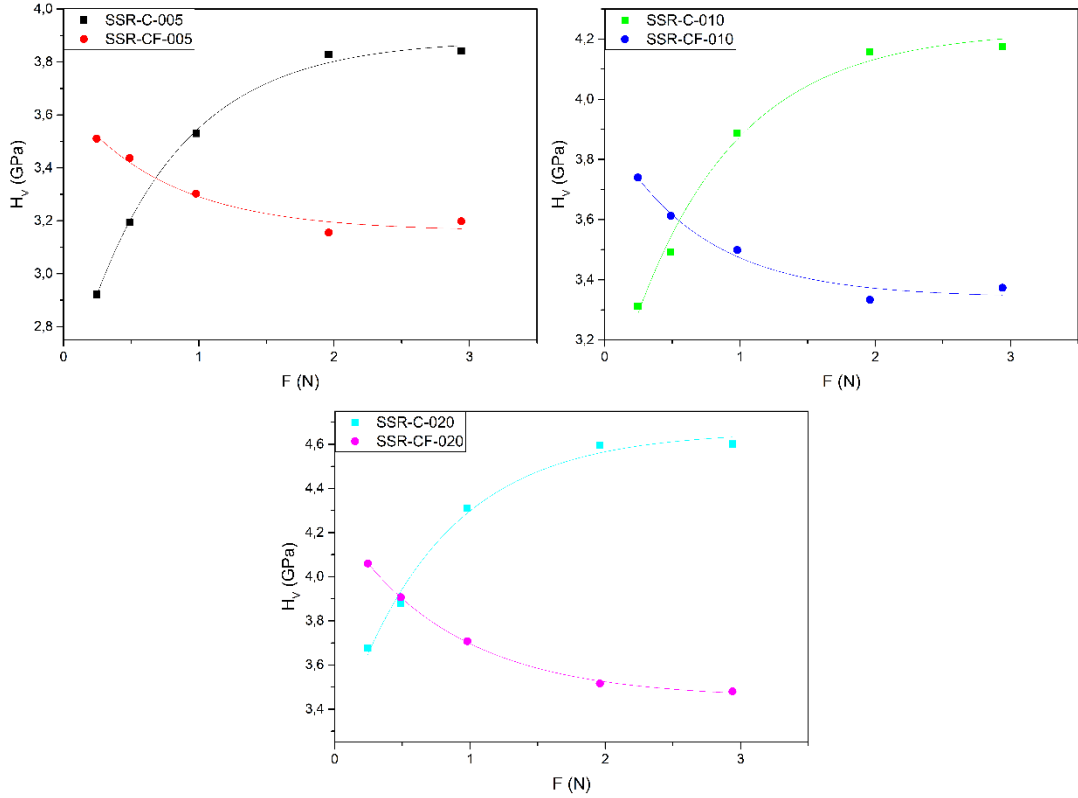 SSR-C-005
SSR-CF-005
4,0
3,8
3,6
3,4
3,2
3,0
2,8
H_V (GPa)
0 1 2 3
F (N)
SSR-C-010
SSR-CF-010
4,2
4,0
3,8
3,6
3,4
3,2
H_V (GPa)
0 1 2 3
F (N)
SSR-C-020
SSR-CF-020
4,6
4,4
4,2
4,0
3,8
3,6
3,4
H_V (GPa)
0 1 2 3
F (N)